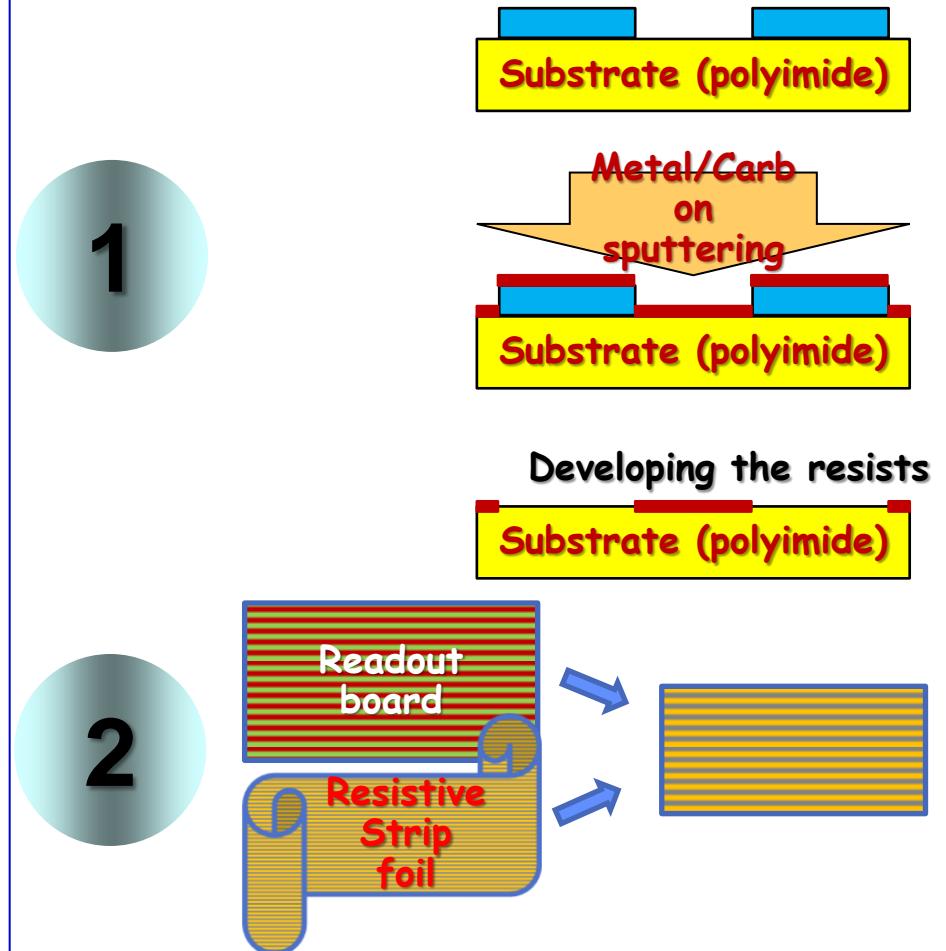 Substrate (polyimide)
1
Metal/Carb
on
sputtering
Substrate (polyimide)
Developing the resists
Substrate (polyimide)
2
Readout
board
Resistive
Strip
foil